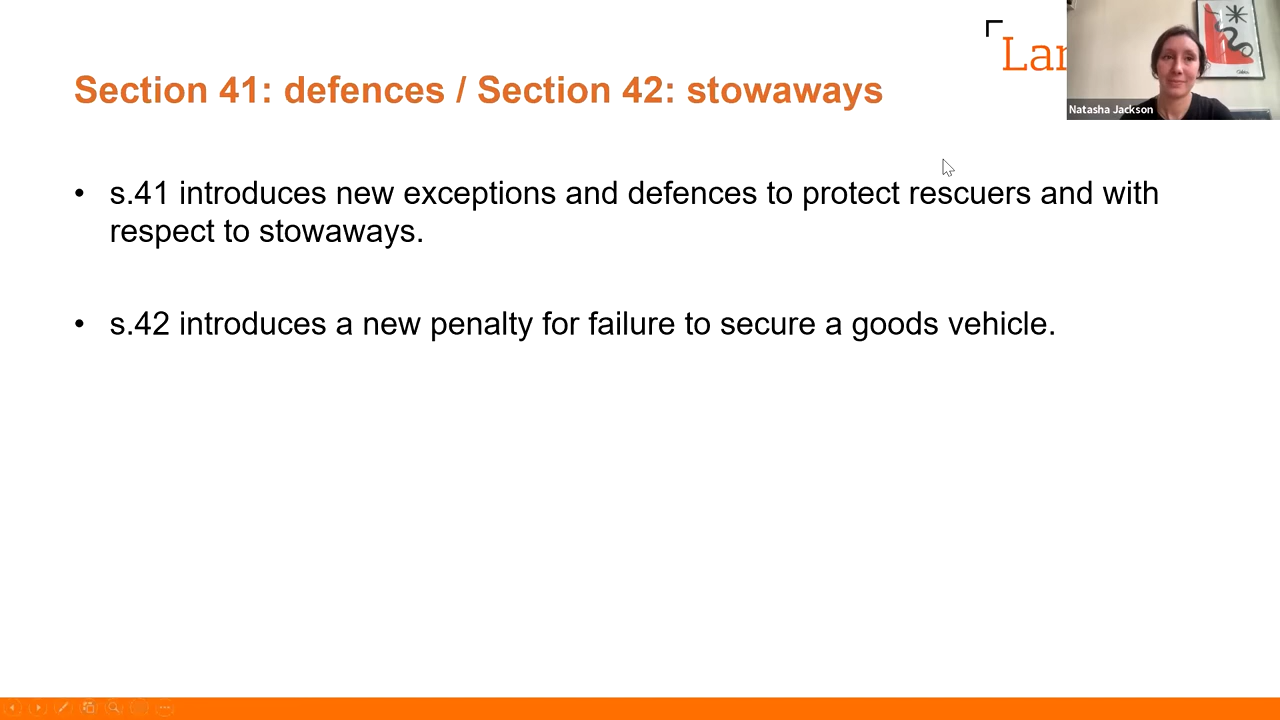 Section 41: defences / Section 42: stowaways
Lan
Natasha Jackson
• s.41 introduces new exceptions and defences to protect rescuers and with
respect to stowaways.
• s.42 introduces a new penalty for failure to secure a goods vehicle.